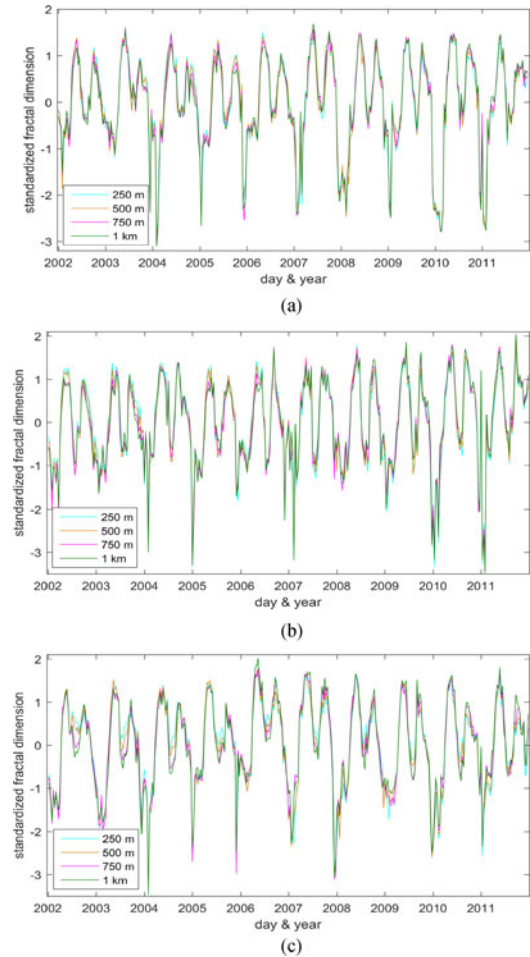 standardized fractal dimension
1
0
-1
-2
-3
250 m
500 m
750 m
1 km
2002 2003 2004 2005 2006 2007 2008 2009 2010 2011
day & year
(a)
standardized fractal dimension
2
1
0
-1
-2
-3
250 m
500 m
750 m
1 km
2002 2003 2004 2005 2006 2007 2008 2009 2010 2011
day & year
(b)
standardized fractal dimension
2
1
0
-1
-2
-3
250 m
500 m
750 m
1 km
2002 2003 2004 2005 2006 2007 2008 2009 2010 2011
day & year
(c)